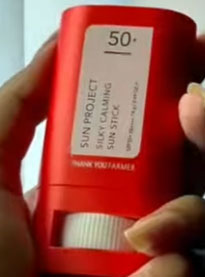 50+
SUN PROJECT
SILKY CALMING
SUN STICK
THANK YOU FARMER